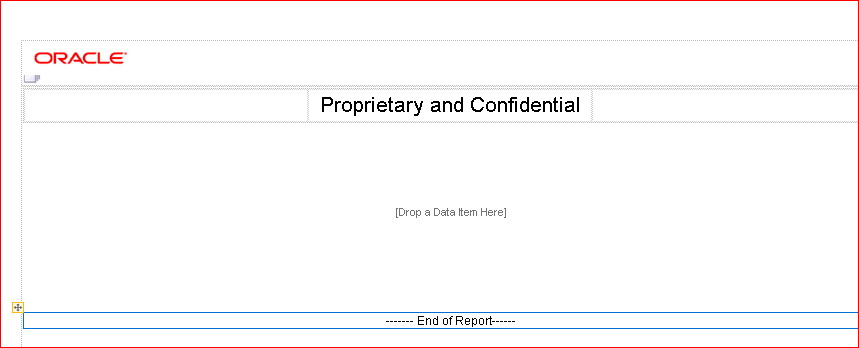 ORACLE®
Proprietary and Confidential
[Drop a Data Item Here]
------- End of Report------